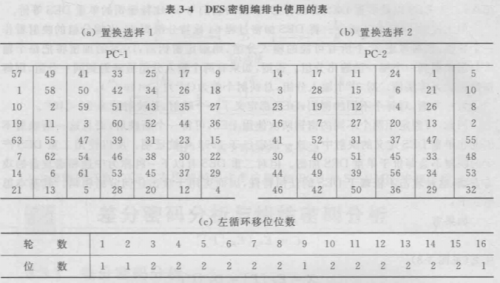 表 3-4 DES 密钥编排中使用的表
(a) 置换选择 1 (b) 置换选择 2
PC-1 PC-2
57 49 41 33 25 17 9 14 17 11 24 1 5
1 58 50 42 34 26 18 3 28 15 6 21 10
10 2 59 51 43 35 27 23 19 12 4 26 8
19 11 3 60 52 44 36 16 7 27 20 13 2
63 55 47 39 31 23 15 41 52 31 37 47 55
7 62 54 46 38 30 22 30 40 51 45 33 48
14 6 61 53 45 37 29 44 49 39 56 34 53
21 13 5 28 20 12 4 46 42 50 36 29 32
(c) 左循环移位位数
轮 数 1 2 3 4 5 6 7 8 9 10 11 12 13 14 15 16
位 数 1 1 2 2 2 2 2 2 1 2 2 2 2 2 2 1